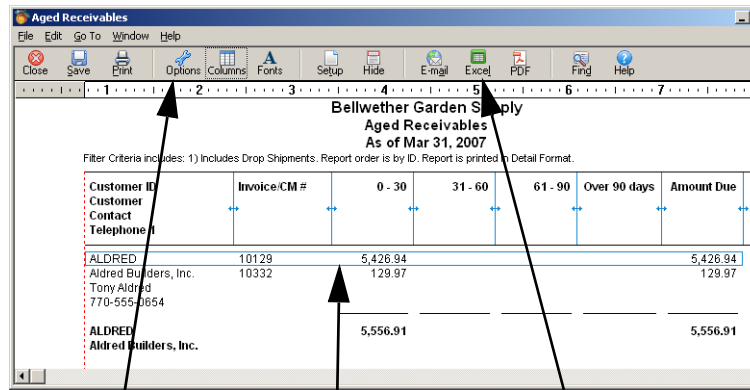 Aged Receivables
File Edit Go To Window Help
Close Save Print Options Columns Fonts Setup Hide E-mail Excel PDF Find Help
1 2 3 4 5 6 7
Bellwether Garden Supply
Aged Receivables
As of Mar 31, 2007
Filter Criteria includes: 1) Includes Drop Shipments. Report order is by ID. Report is printed in Detail Format.
Customer ID Invoice/CM # 0 - 30 31 - 60 61 - 90 Over 90 days Amount Due
Customer
Contact
Telephone 1
ALDRED 10129 5,426.94 5,426.94
Aldred Builders, Inc. 10332 129.97 129.97
Tony Aldred
770-555-0654
ALDRED 5,556.91 5,556.91
Aldred Builders, Inc.